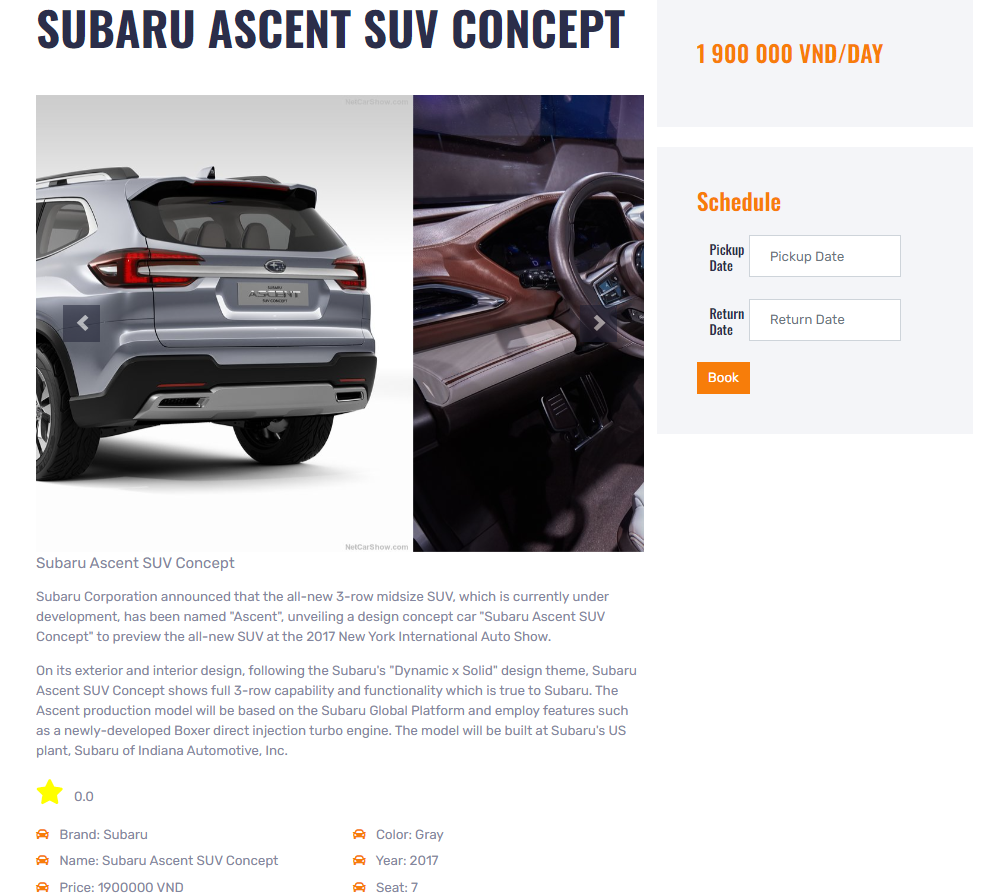 SUBARU ASCENT SUV CONCEPT
1 900 000 VND/DAY
NetCarShow.com
SUBARU
ASCENT
SUV CONCEPT
NetCarShow.com
Schedule
Pickup
Date
Pickup Date
Return
Date
Return Date
Book
Subaru Ascent SUV Concept
Subaru Corporation announced that the all-new 3-row midsize SUV, which is currently under
development, has been named "Ascent", unveiling a design concept car "Subaru Ascent SUV
Concept" to preview the all-new SUV at the 2017 New York International Auto Show.
On its exterior and interior design, following the Subaru's "Dynamic x Solid" design theme, Subaru
Ascent SUV Concept shows full 3-row capability and functionality which is true to Subaru. The
Ascent production model will be based on the Subaru Global Platform and employ features such
as a newly-developed Boxer direct injection turbo engine. The model will be built at Subaru's US
plant, Subaru of Indiana Automotive, Inc.
0.0
Brand: Subaru
Color: Gray
Name: Subaru Ascent SUV Concept
Year: 2017
Price: 1900000 VND
Seat: 7